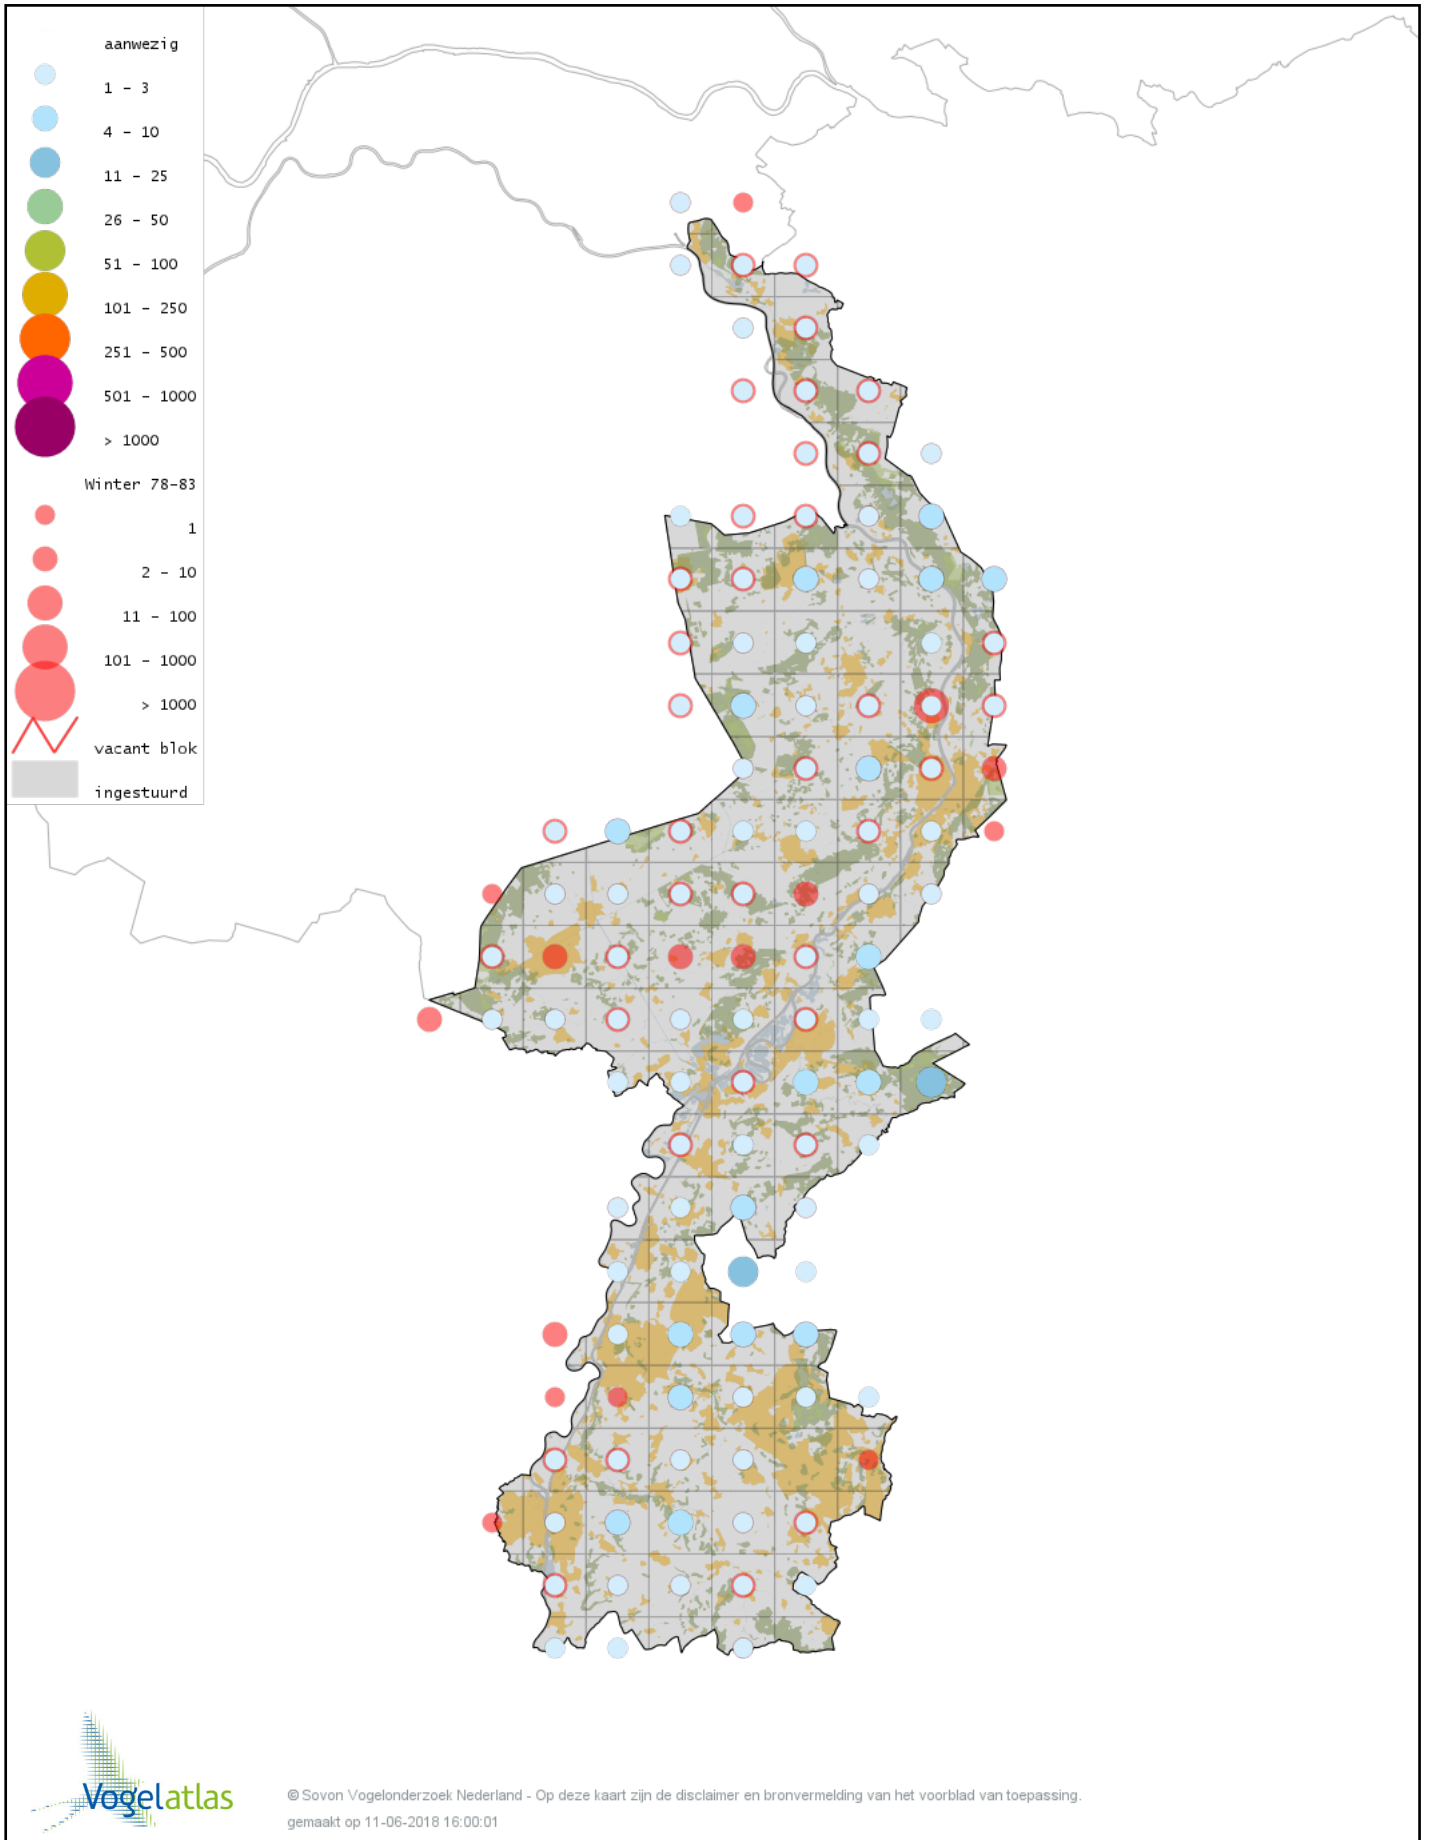 aanwezig
1 – 3
4 – 10
11 – 25
26 – 50
51 – 100
101 – 250
251 – 500
501 – 1000
> 1000
Winter 78–83
1
2 – 10
11 – 100
101 – 1000
> 1000
vacant blok
ingestuurd
Vogelatlas
© Sovon Vogelonderzoek Nederland - Op deze kaart zijn de disclaimer en bronvermelding van het voorblad van toepassing.
gemaakt op 11-06-2018 16:00:01